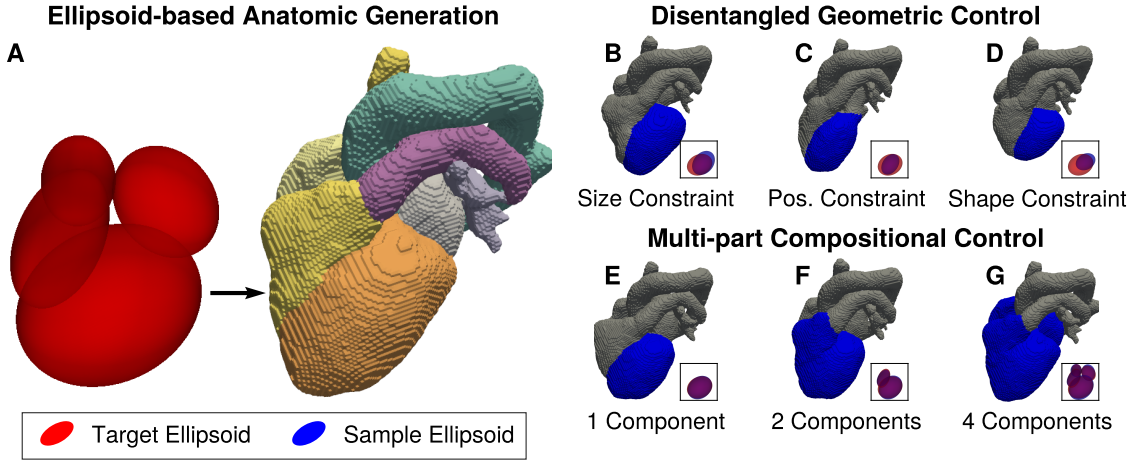 Ellipsoid-based Anatomic Generation
A
Target Ellipsoid
Sample Ellipsoid
Disentangled Geometric Control
B
C
D
Size Constraint
Pos. Constraint
Shape Constraint
Multi-part Compositional Control
E
F
G
1 Component
2 Components
4 Components